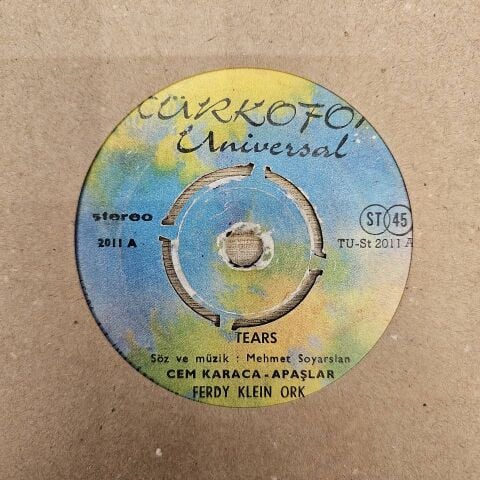 TÜRKOFON
Universal
stereo
ST 45
2011 A
TU-St 2011 A
TEARS
Söz ve müzik : Mehmet Soyarslan
CEM KARACA - APAŞLAR
FERDY KLEIN ORK